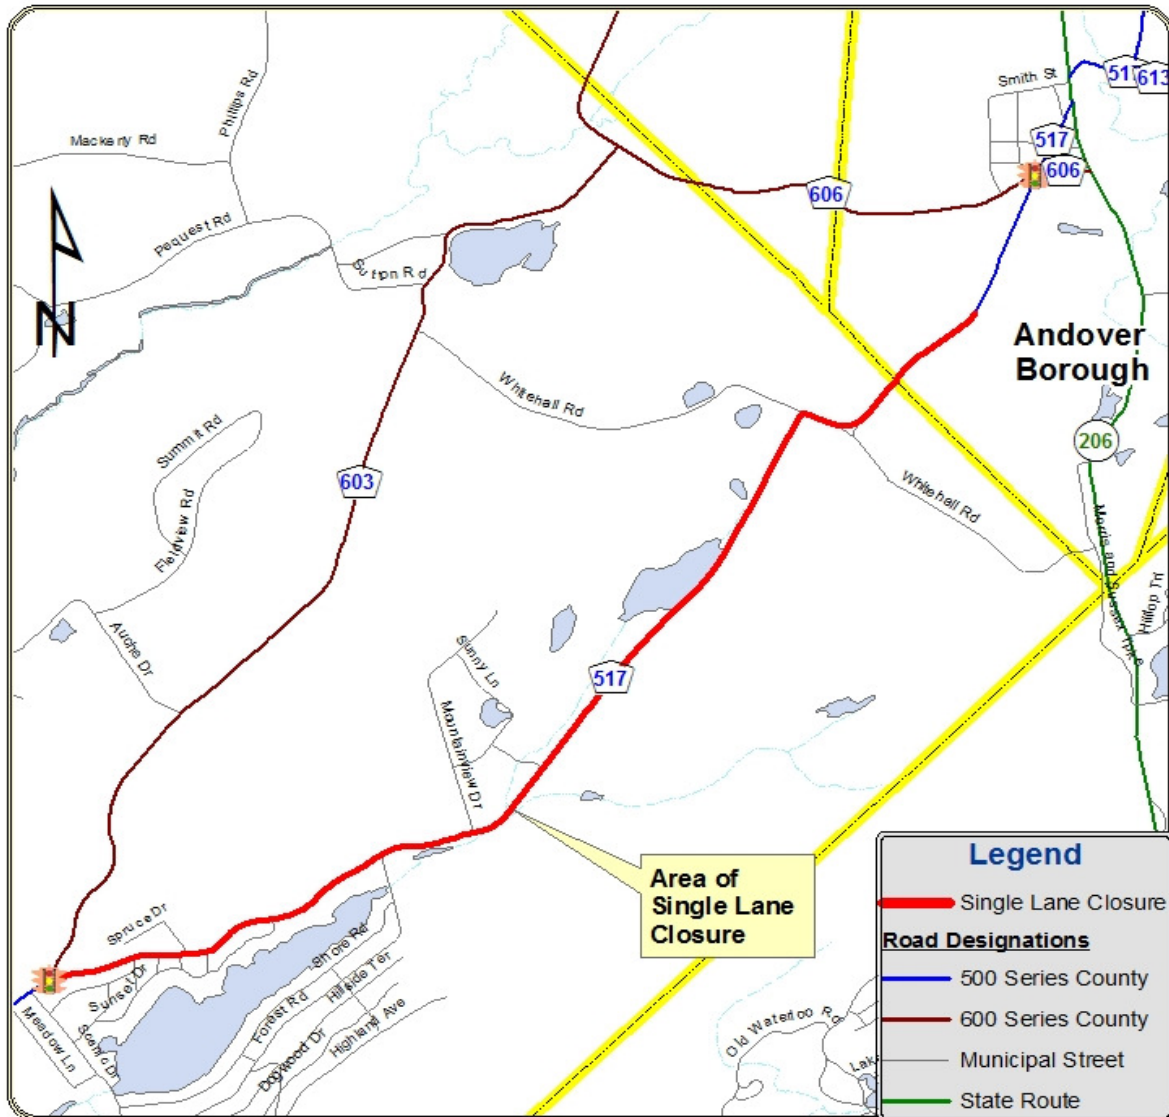 Smith St
517
613
Phillips Rd
Mackerly Rd
517
606
606
Pequest Rd
Sutton Rd
N
Andover
Borough
Whitehall Rd
Summit Rd
206
603
Whitehall Rd
Fieldview Rd
Morris and Sussex Tpke
Hilltop Trl
Auche Dr
Sunny Ln
517
Mountainview Dr
Area of
Single Lane
Closure
Spruce Dr
Shore Rd
Sunset Dr
Hillside Ter
Forest Rd
Meadow Ln
Scenic Dr
Dogwood Dr
Highland Ave
Old Waterloo Rd
Legend
Single Lane Closure
Road Designations
500 Series County
600 Series County
Municipal Street
State Route